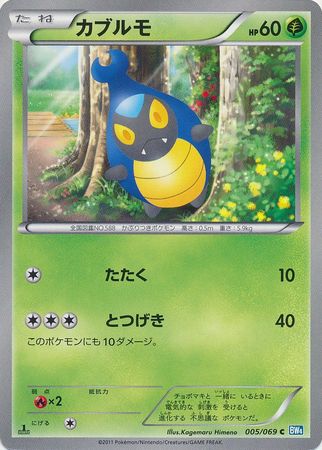 たね
カブルモ
HP60
全国図鑑NO.588 かぶりつきポケモン 高さ:0.5m 重さ:5.9kg
たたく 10
とつげき 40
このポケモンにも10ダメージ。
弱点 抵抗力
×2
にげる
チョボマキと 一緒に いるときに
電気的な 刺激を 受けると
進化する 不思議な ポケモン。
Illus.Kagemaru Himeno
005/069 C BW4
©2011 Pokémon/Nintendo/Creatures/GAME FREAK.